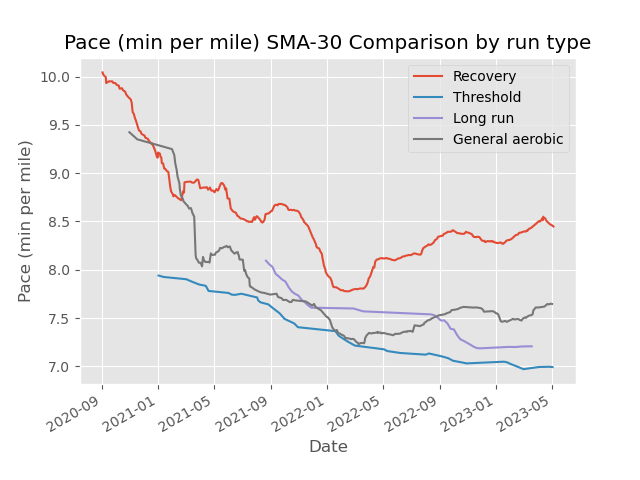 Pace (min per mile) SMA-30 Comparison by run type
Recovery
Threshold
Long run
General aerobic
Pace (min per mile)
10.0
9.5
9.0
8.5
8.0
7.5
7.0
2020-09
2021-01
2021-05
2021-09
2022-01
2022-05
2022-09
2023-01
2023-05
Date